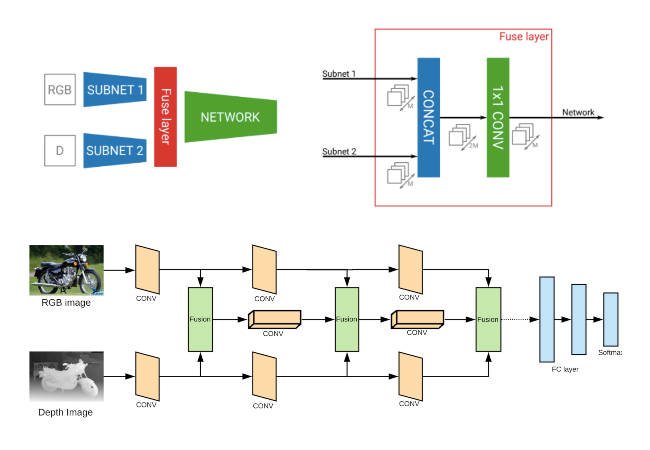 Fuse layer
RGB
SUBNET 1
Fuse layer
NETWORK
D
SUBNET 2
Subnet 1
M
CONCAT
1x1 CONV
Network
2M
M
Subnet 2
M
RGB image
CONV
CONV
CONV
Fusion
CONV
Fusion
CONV
Fusion
FC layer
Softmax
Depth Image
CONV
CONV
CONV